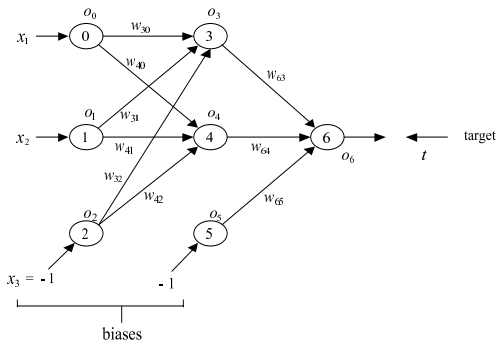 o0 o3
x1 0 w30 3
w40 w63
o1 w31 o4
x2 1 w41 4 w64 6 target
w32 o6 t
w42
o2 o5 w65
2 5
x3 = -1 -1
biases